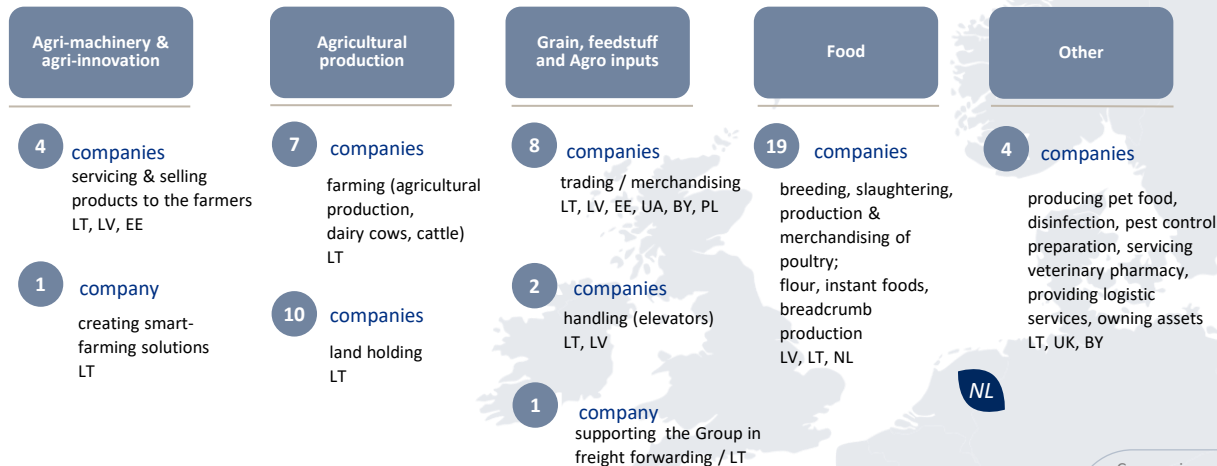 Agri-machinery &
agri-innovation
4
companies
servicing & selling
products to the farmers
LT, LV, EE
1
company
creating smart-
farming solutions
LT
Agricultural
production
7
companies
farming (agricultural
production,
dairy cows, cattle)
LT
10
companies
land holding
LT
Grain, feedstuff
and Agro inputs
8
companies
trading / merchandising
LT, LV, EE, UA, BY, PL
2
companies
handling (elevators)
LT, LV
1
company
supporting the Group in
freight forwarding / LT
Food
19
companies
breeding, slaughtering,
production &
merchandising of
poultry;
flour, instant foods,
breadcrumb
production
LV, LT, NL
Other
4
companies
producing pet food,
disinfection, pest control
preparation, servicing
veterinary pharmacy,
providing logistic
services, owning assets
LT, UK, BY
NL